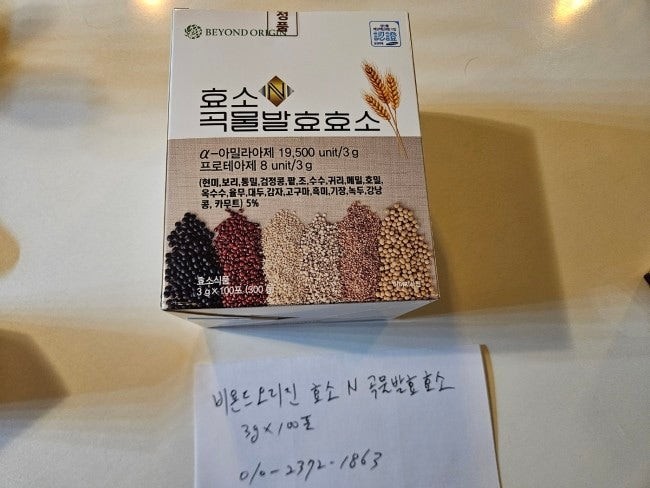 정품
BEYOND ORIGIN
효소 N
곡물발효효소
α-아밀라아제 19,500 unit/3 g
프로테아제 8 unit/3 g
(현미,보리,통밀,검정콩,팥,조,수수,귀리,메밀,호밀,
옥수수,율무,대두,감자,고구마,흑미,기장,녹두,강낭
콩, 카무트) 5%
효소식품
3 g×100포 (300 g
비욘드오리진 효소 N 곡물발효효소
3g×100포
010-2372-1863